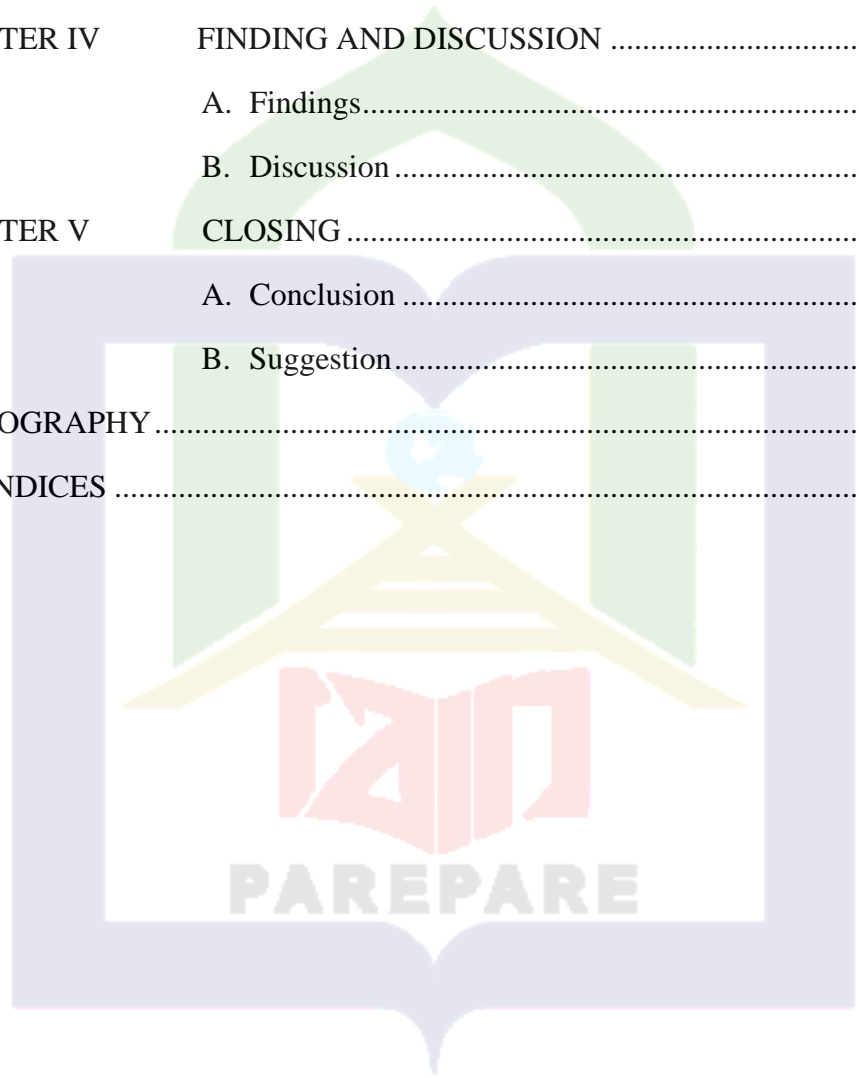 TER IV FINDING AND DISCUSSION ................................
A. Findings................................................................
B. Discussion ............................................................
TER V CLOSING ..................................................................
A. Conclusion ...........................................................
B. Suggestion............................................................
OGRAPHY .........................................................................................
NDICES ..............................................................................................
PAREPARE